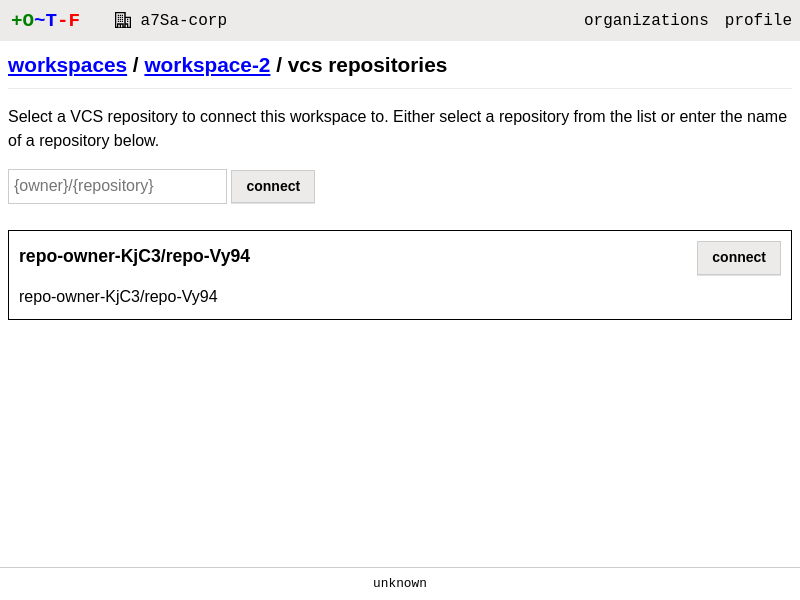 +O~T-F a7Sa-corp organizations profile
workspaces / workspace-2 / vcs repositories
Select a VCS repository to connect this workspace to. Either select a repository from the list or enter the name
of a repository below.
{owner}/{repository} connect
repo-owner-KjC3/repo-Vy94 connect
repo-owner-KjC3/repo-Vy94
unknown